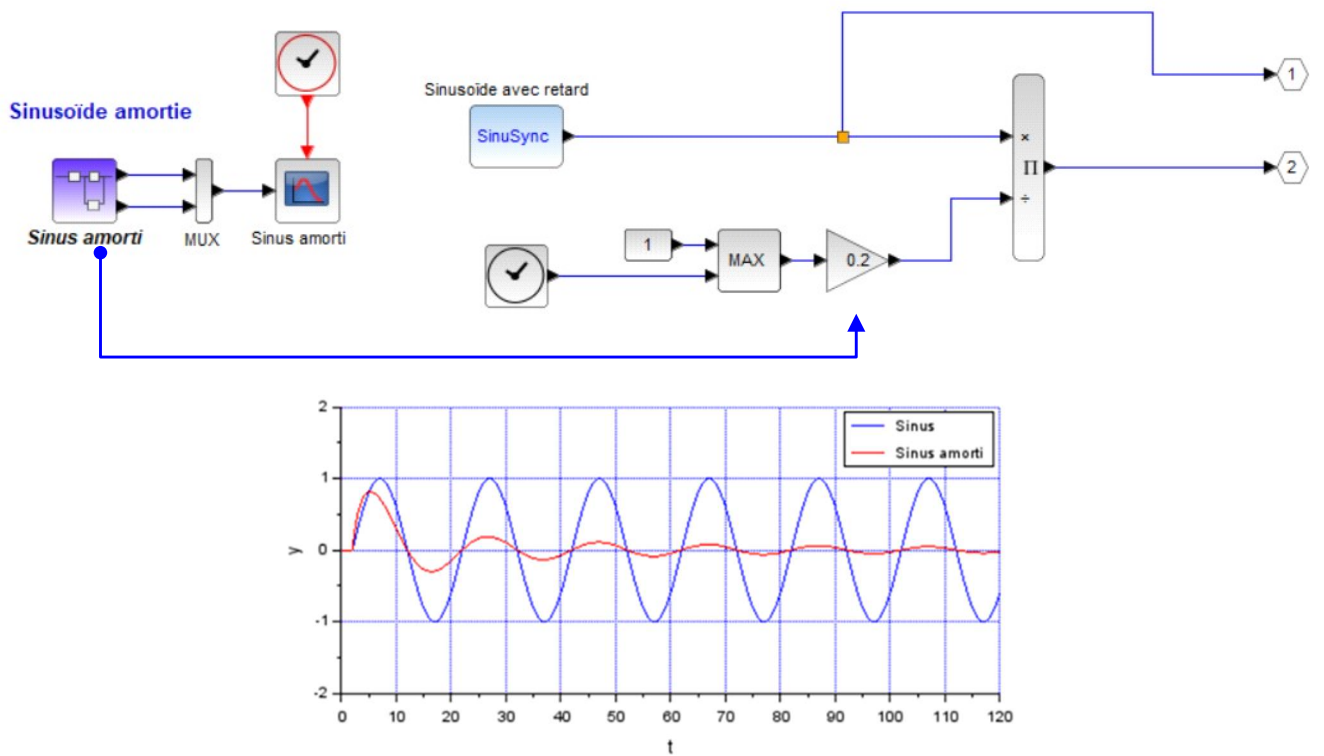 Sinusoïde amortie
Sinus amorti
MUX
Sinus amorti
Sinusoïde avec retard
SinuSync
1
MAX
0.2
×
Π
÷
1
2
Sinus
Sinus amorti
2
1
0
-1
-2
y
0 10 20 30 40 50 60 70 80 90 100 110 120
t